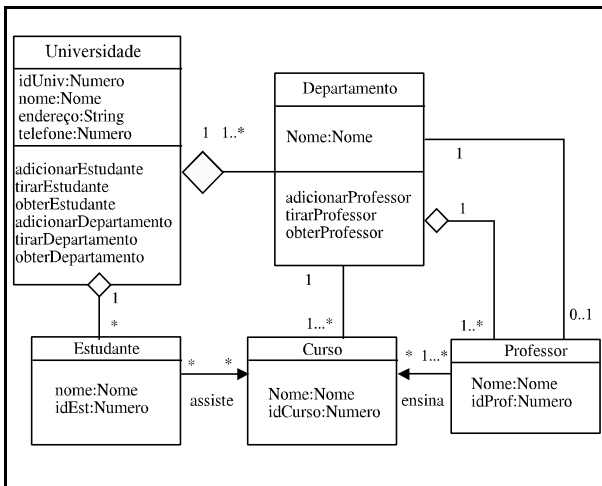 Universidade
idUniv:Numero
nome:Nome
endereço:String
telefone:Numero
adicionarEstudante
tirarEstudante
obterEstudante
adicionarDepartamento
tirarDepartamento
obterDepartamento
1 1..*
Departamento
Nome:Nome
adicionarProfessor
tirarProfessor
obterProfessor
1
1
1
*
1
1...*
1..*
0..1
Estudante
nome:Nome
idEst:Numero
* *
assiste
Curso
Nome:Nome
idCurso:Numero
* 1...*
ensina
Professor
Nome:Nome
idProf:Numero